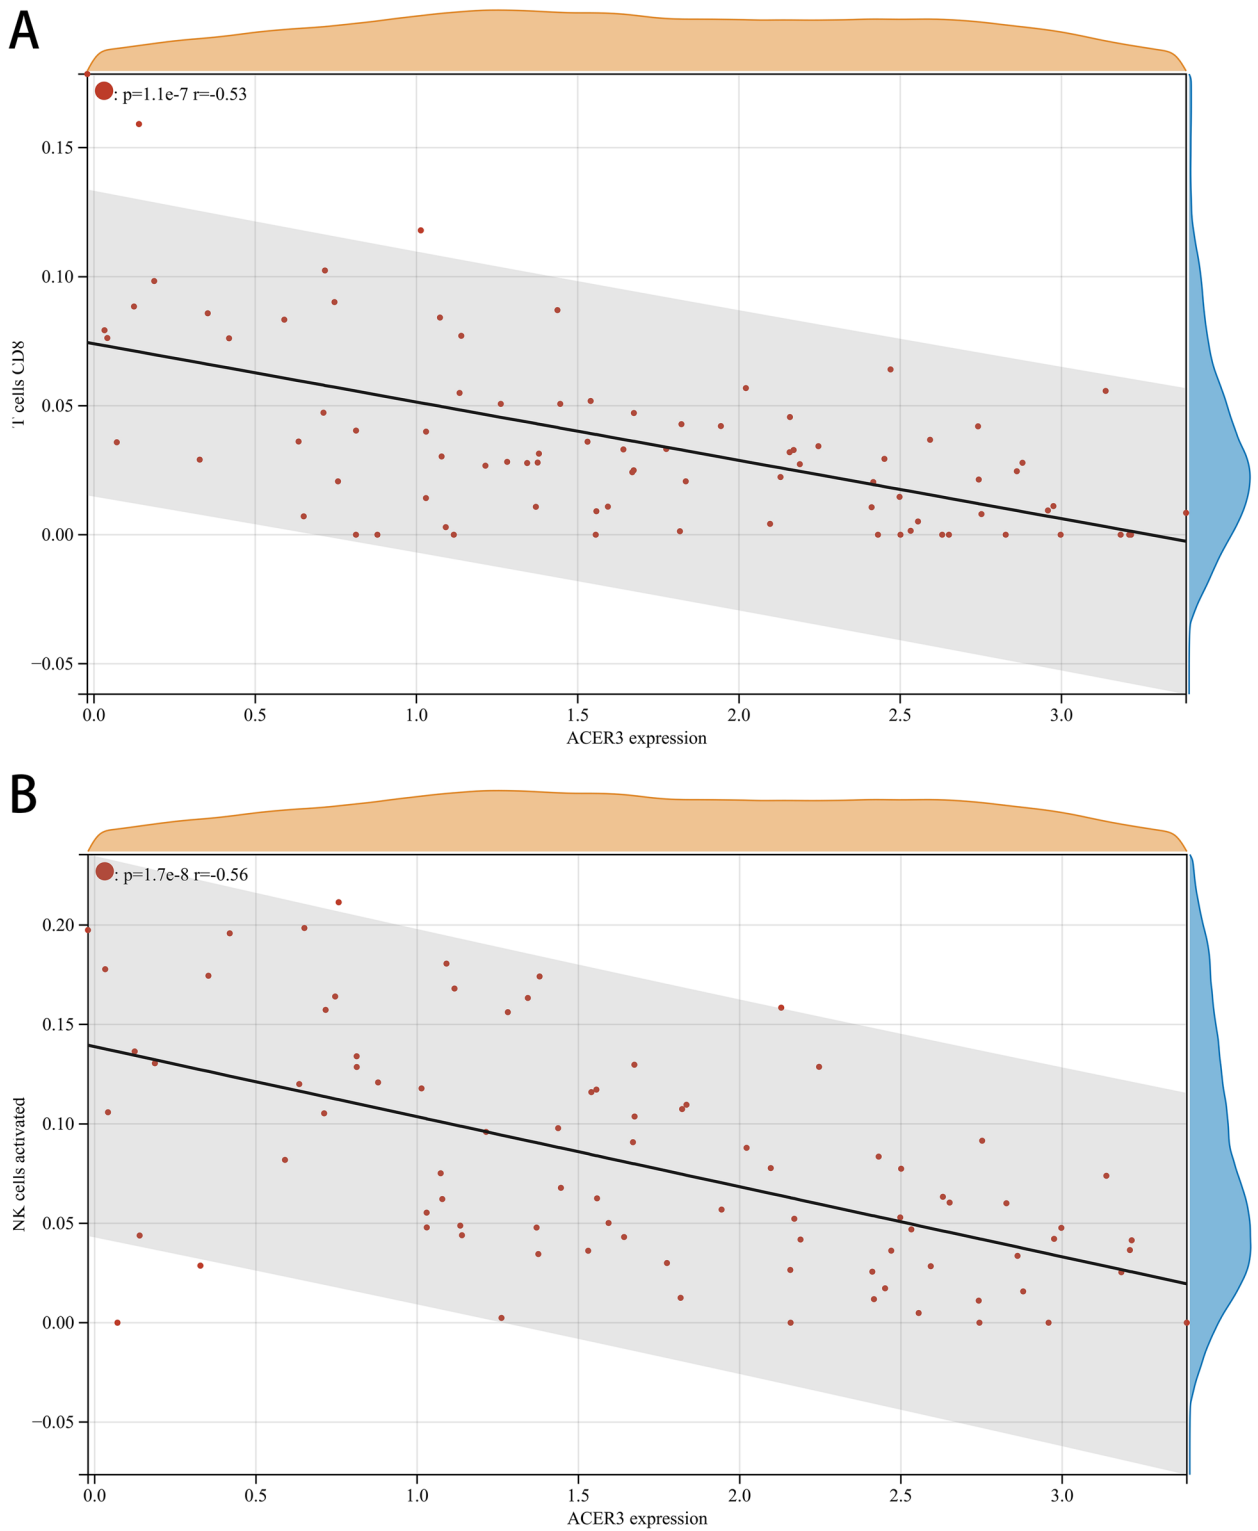 A
: p=1.1e-7 r=-0.53
0.15
0.10
0.05
0.00
−0.05
T cells CD8
0.0 0.5 1.0 1.5 2.0 2.5 3.0
ACER3 expression
B
: p=1.7e-8 r=-0.56
0.20
0.15
0.10
0.05
0.00
−0.05
NK cells activated
0.0 0.5 1.0 1.5 2.0 2.5 3.0
ACER3 expression